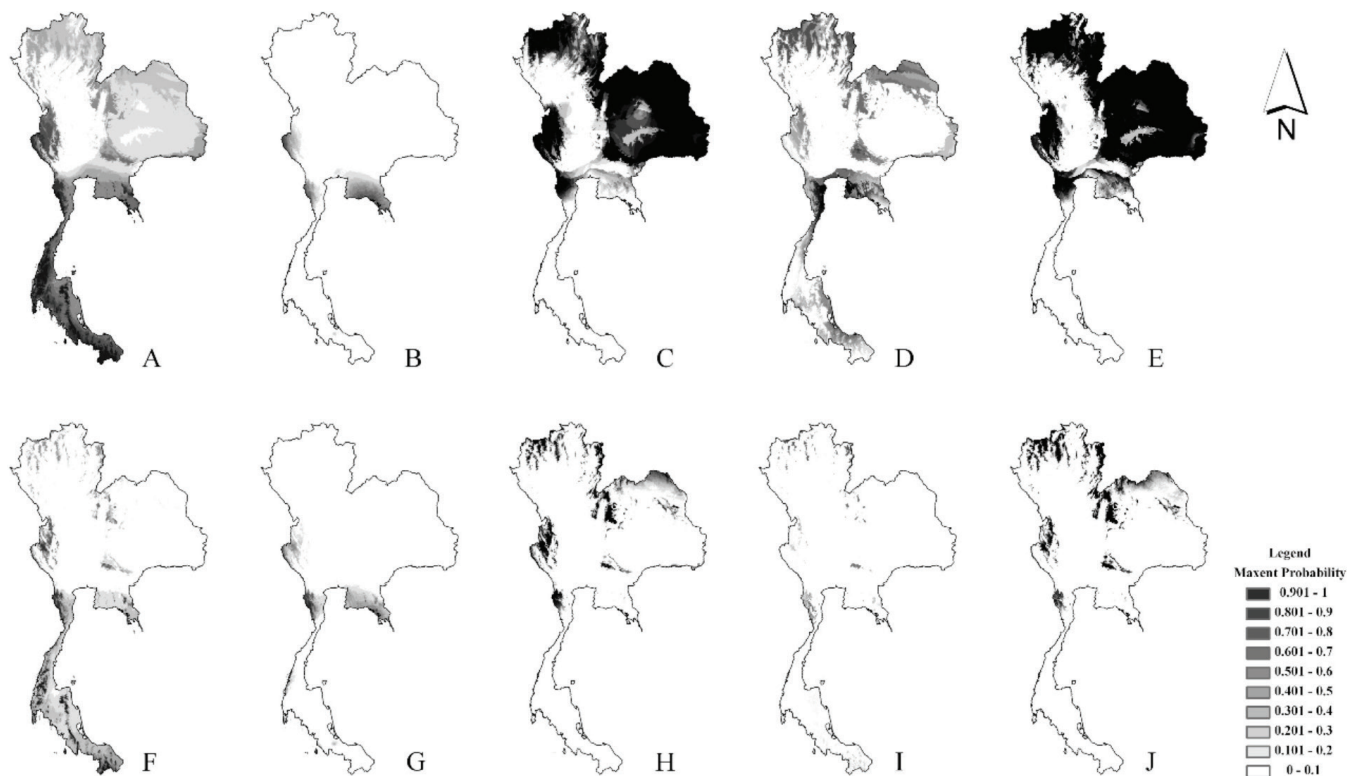 N
A
B
C
D
E
F
G
H
I
J
Legend
Maxent Probability
0.901 - 1
0.801 - 0.9
0.701 - 0.8
0.601 - 0.7
0.501 - 0.6
0.401 - 0.5
0.301 - 0.4
0.201 - 0.3
0.101 - 0.2
0 - 0.1